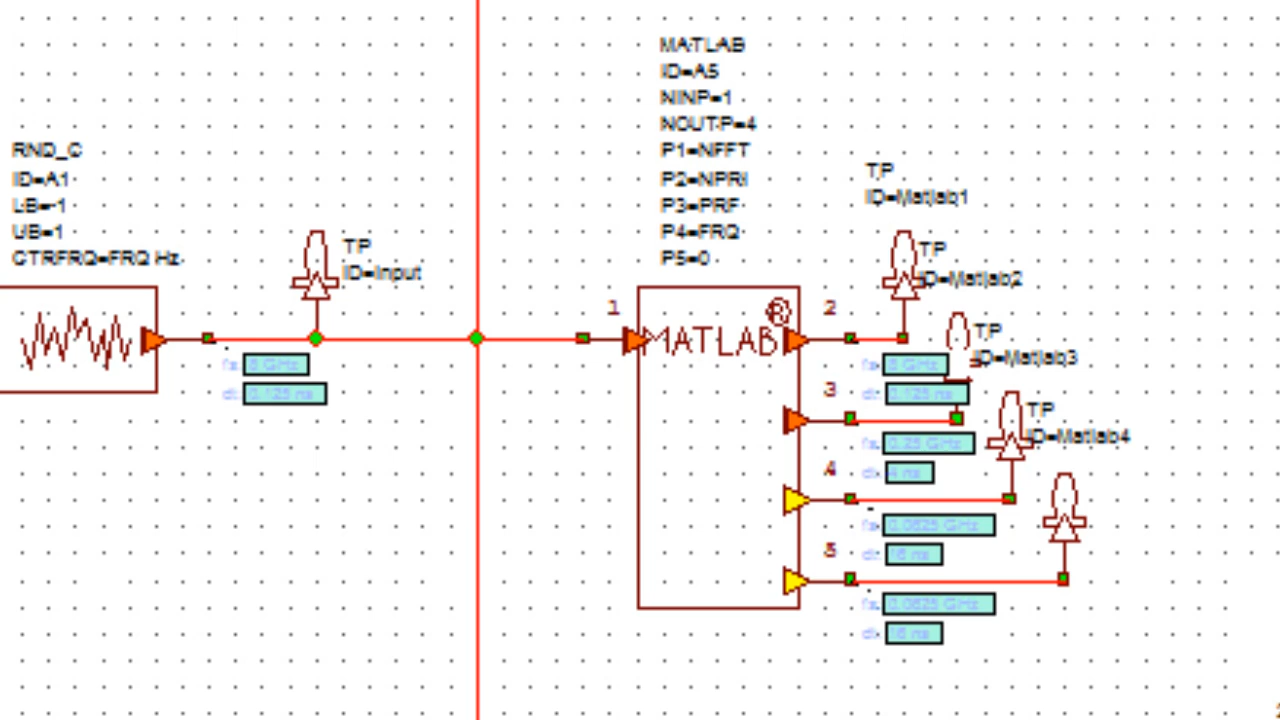 MATLAB
ID=A5
NINP=1
NOUTP=4
P1=NFFT
P2=NPRI
P3=PRF
P4=FRQ
P5=0
RND_C
ID=A1
LB=-1
UB=1
CTRFRQ=FRQ Hz
TP
ID=Input
TP
ID=Matlab1
TP
ID=Matlab2
TP
ID=Matlab3
TP
ID=Matlab4
1
MATLAB®
2
3
4
5
fs: 8 GHz
dt: 0.125 ns
fs: 8 GHz
dt: 0.125 ns
fs: 0.25 GHz
dt: 4 ns
fs: 0.0625 GHz
dt: 16 ns
fs: 0.0625 GHz
dt: 16 ns